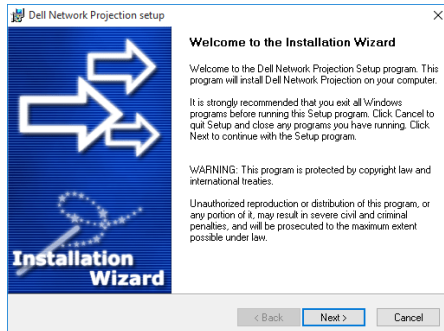 Dell Network Projection setup
Welcome to the Installation Wizard
Welcome to the Dell Network Projection Setup program. This
program will install Dell Network Projection on your computer.
It is strongly recommended that you exit all Windows
programs before running this Setup program. Click Cancel to
quit Setup and close any programs you have running. Click
Next to continue with the Setup program.
WARNING: This program is protected by copyright law and
international treaties.
Unauthorized reproduction or distribution of this program, or
any portion of it, may result in severe civil and criminal
penalties, and will be prosecuted to the maximum extent
possible under law.
Installation
Wizard
< Back
Next >
Cancel